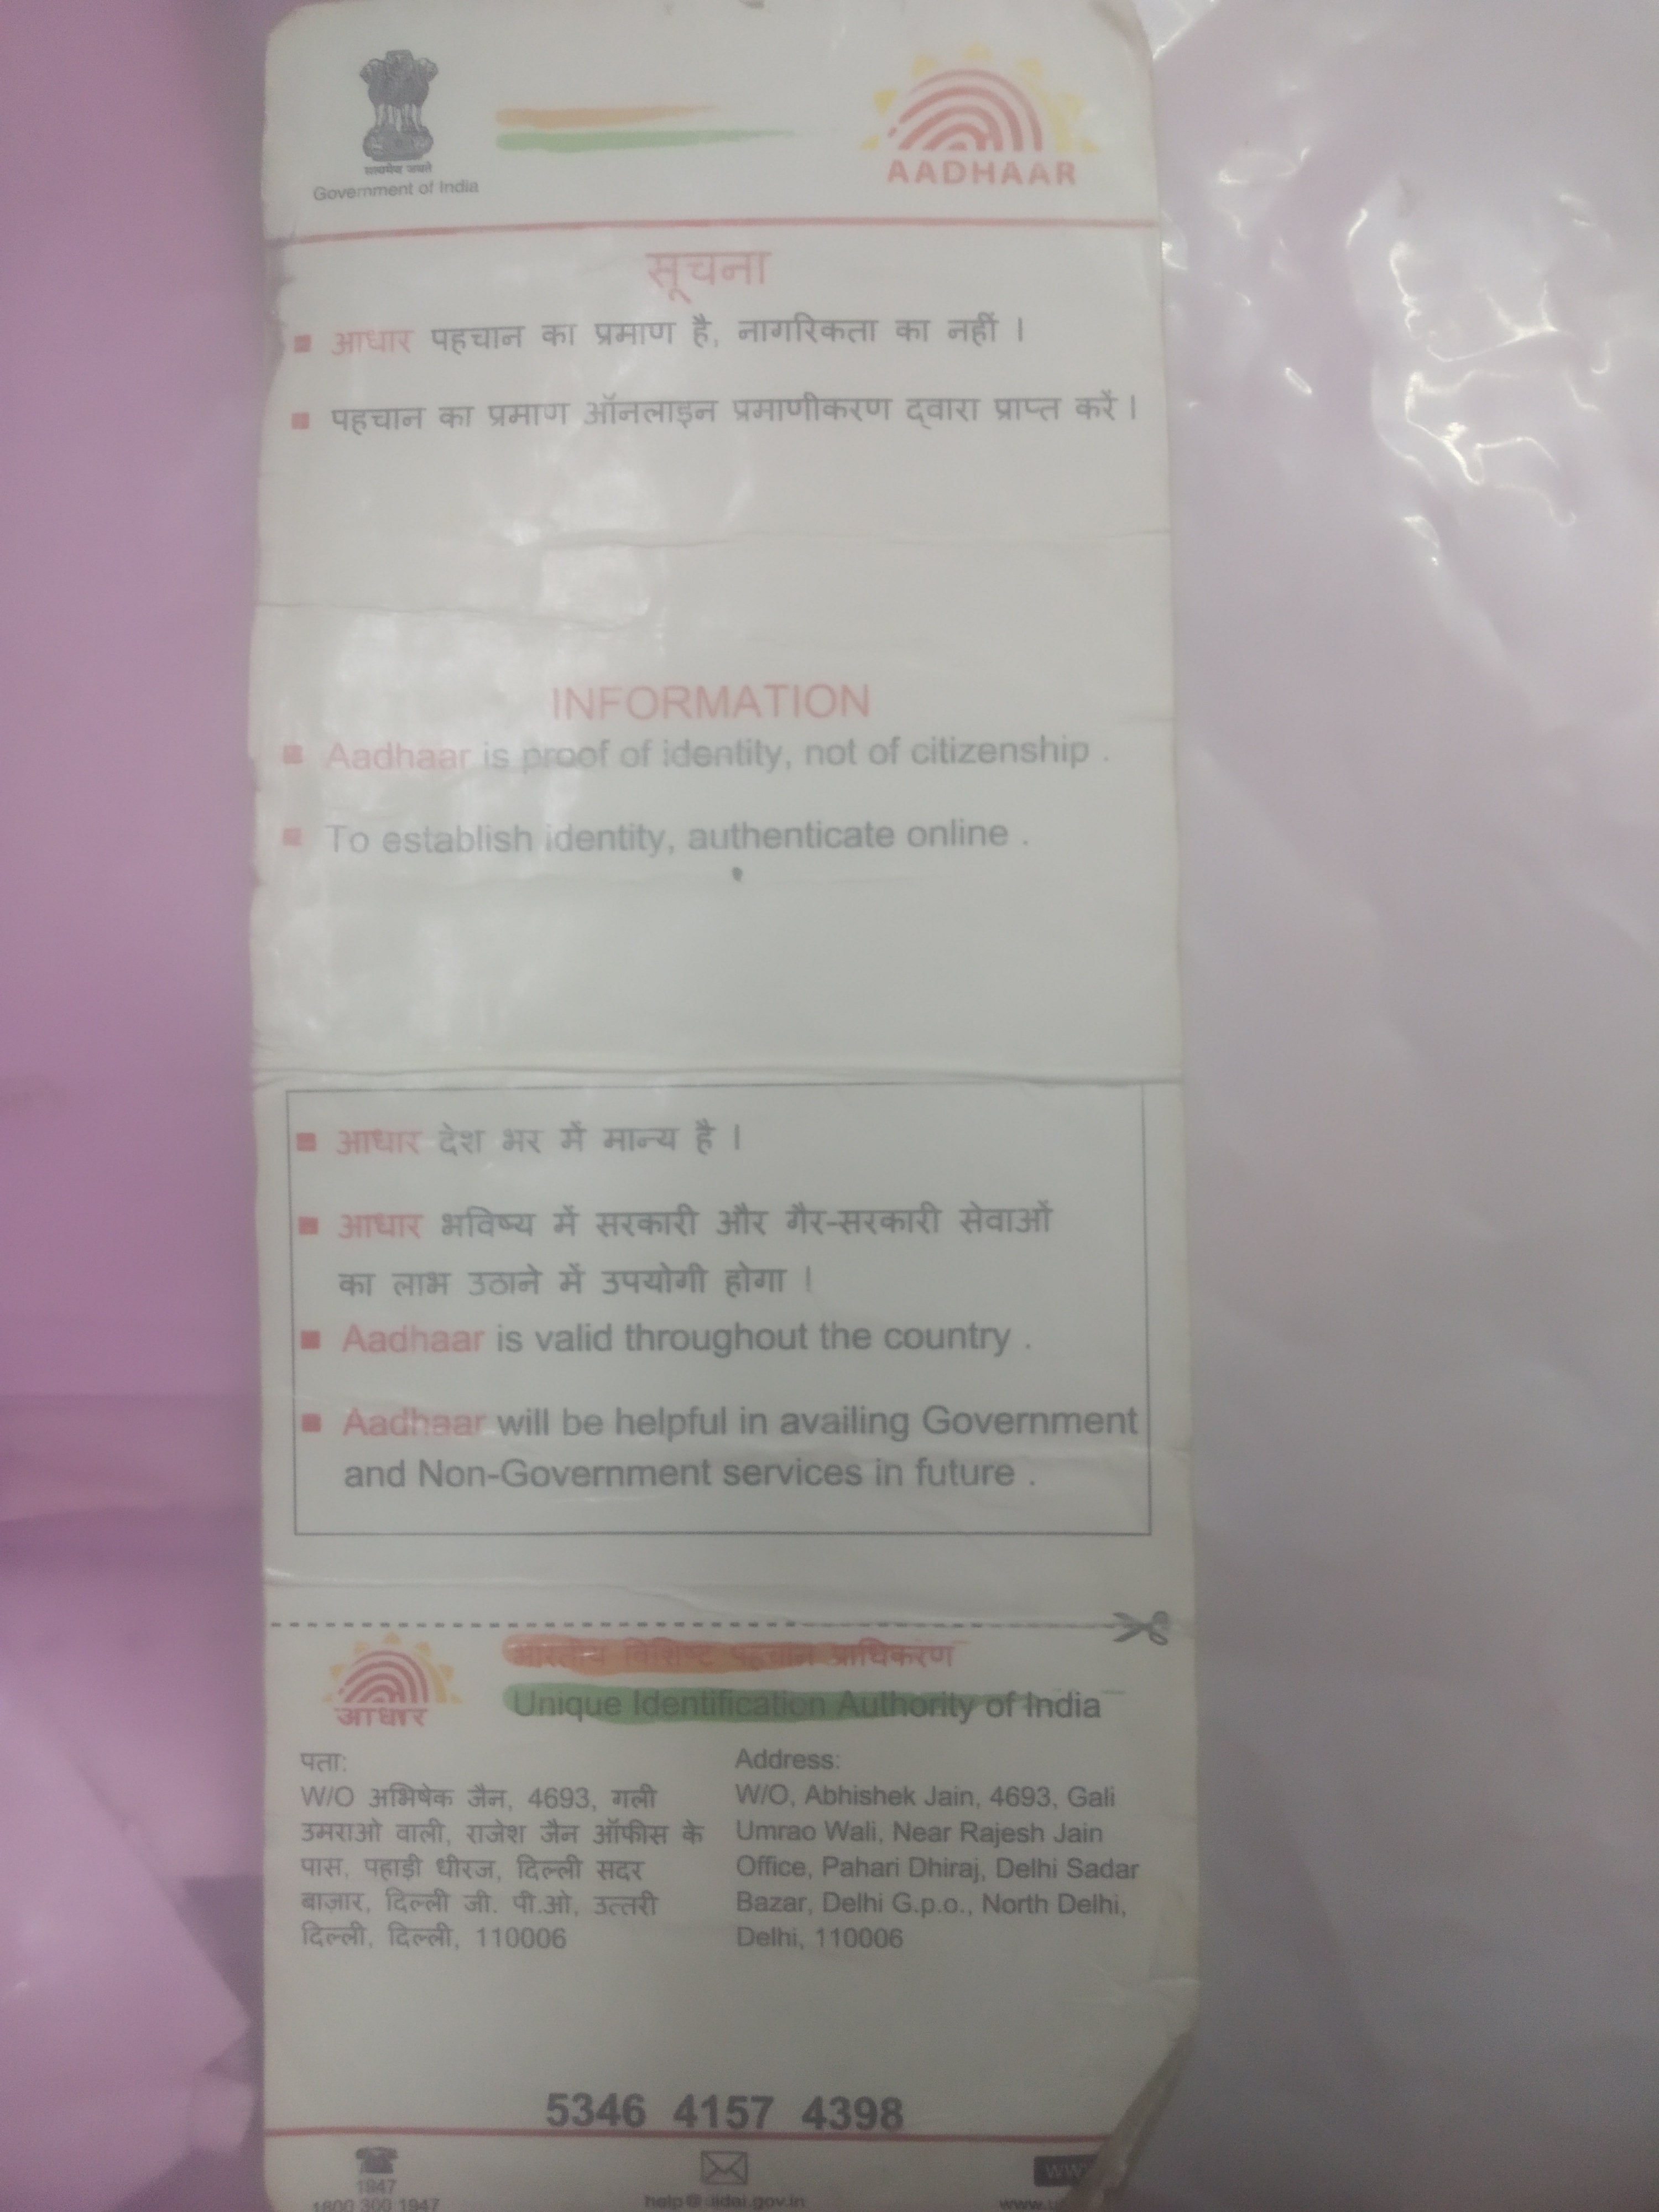 सत्यमेव जयते
Government of India
AADHAAR
सूचना
■ आधार पहचान का प्रमाण है, नागरिकता का नहीं ।
■ पहचान का प्रमाण ऑनलाइन प्रमाणीकरण द्वारा प्राप्त करें ।
INFORMATION
■ Aadhaar is proof of identity, not of citizenship .
■ To establish identity, authenticate online .
■ आधार देश भर में मान्य है ।
■ आधार भविष्य में सरकारी और गैर-सरकारी सेवाओं
का लाभ उठाने में उपयोगी होगा ।
■ Aadhaar is valid throughout the country .
■ Aadhaar will be helpful in availing Government
and Non-Government services in future .
आधार
भारतीय विशिष्ट पहचान प्राधिकरण
Unique Identification Authority of India
पता:
W/O अभिषेक जैन, 4693, गली
उमराओ वाली, राजेश जैन ऑफीस के
पास, पहाड़ी धीरज, दिल्ली सदर
बाज़ार, दिल्ली जी. पी.ओ, उत्तरी
दिल्ली, दिल्ली, 110006
Address:
W/O, Abhishek Jain, 4693, Gali
Umrao Wali, Near Rajesh Jain
Office, Pahari Dhiraj, Delhi Sadar
Bazar, Delhi G.p.o., North Delhi,
Delhi, 110006
5346 4157 4398
1947
1800 300 1947
help@uidai.gov.in